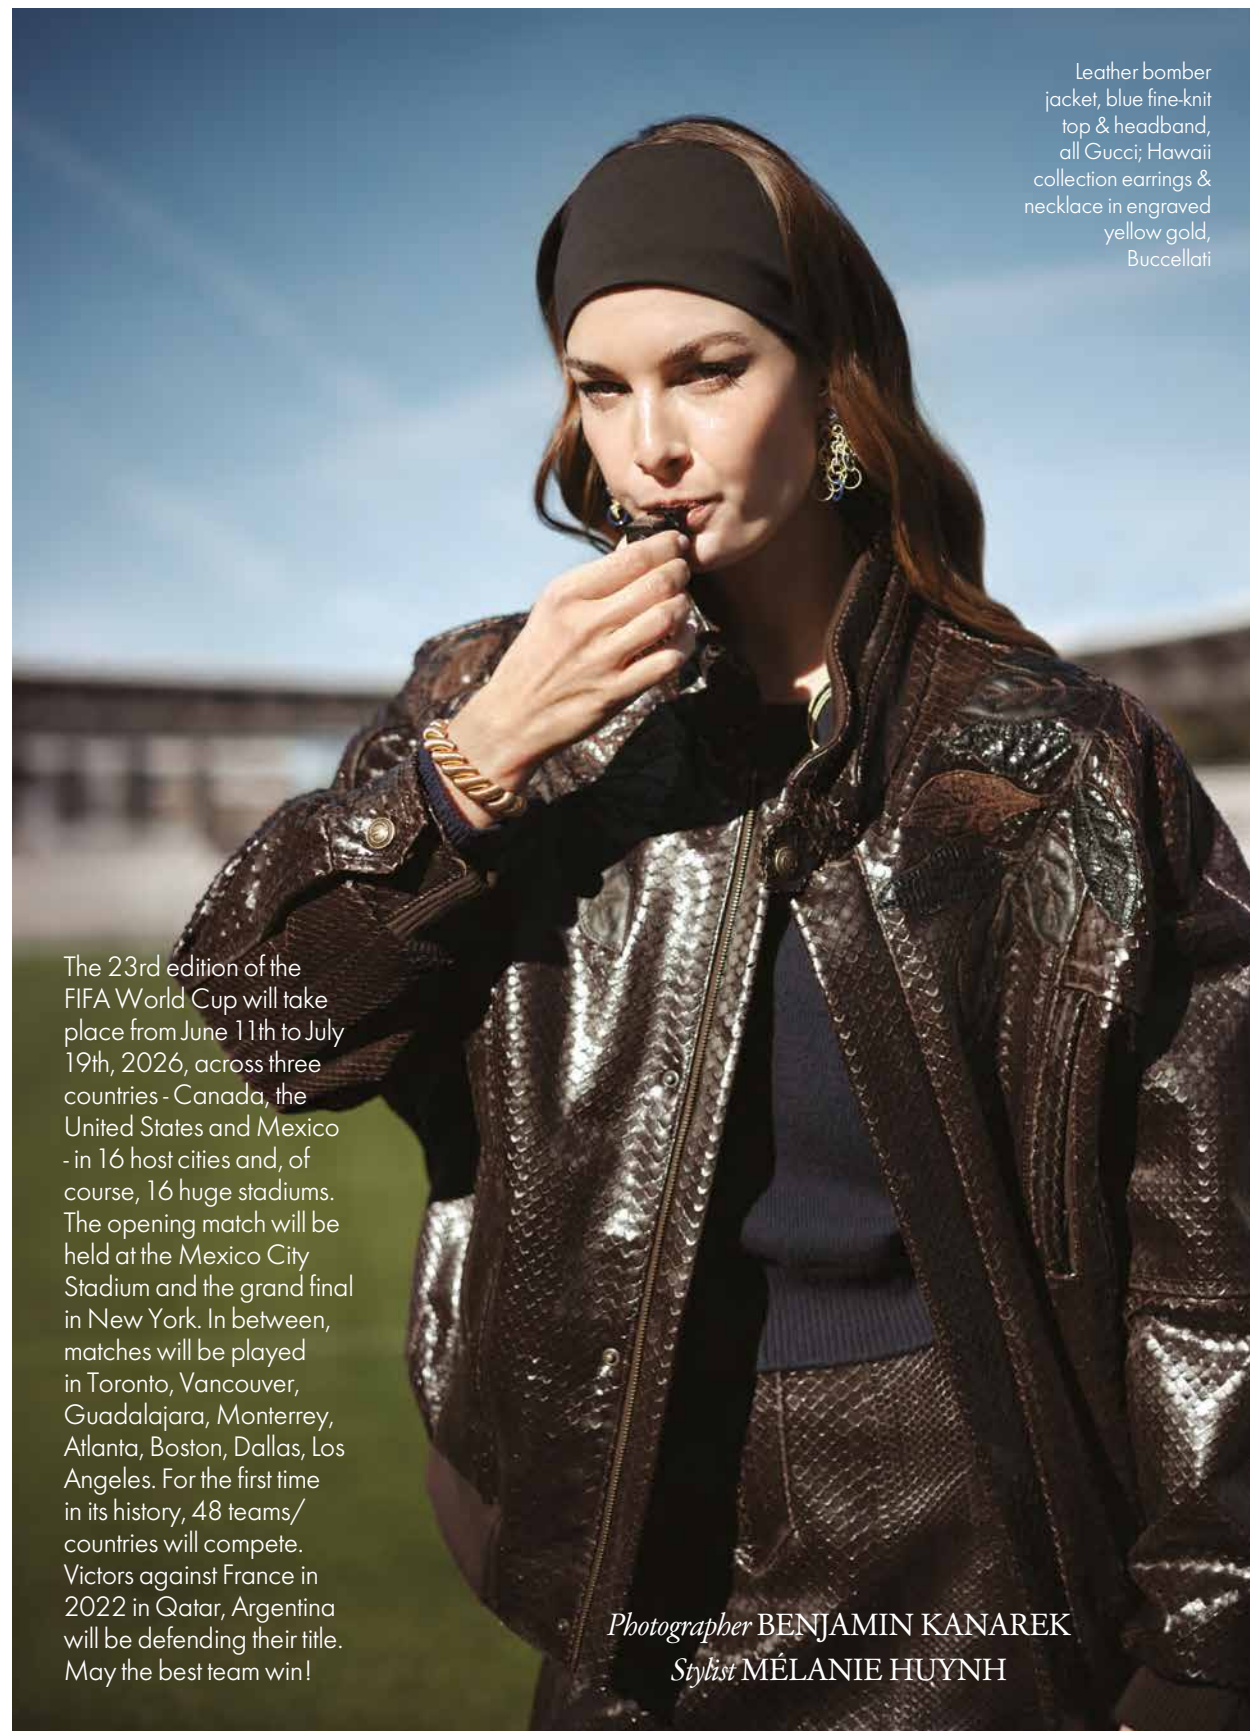 Leather bomber
jacket, blue fine-knit
top & headband,
all Gucci; Hawaii
collection earrings &
necklace in engraved
yellow gold,
Buccellati
The 23rd edition of the
FIFA World Cup will take
place from June 11th to July
19th, 2026, across three
countries - Canada, the
United States and Mexico
- in 16 host cities and, of
course, 16 huge stadiums.
The opening match will be
held at the Mexico City
Stadium and the grand final
in New York. In between,
matches will be played
in Toronto, Vancouver,
Guadalajara, Monterrey,
Atlanta, Boston, Dallas, Los
Angeles. For the first time
in its history, 48 teams/
countries will compete.
Victors against France in
2022 in Qatar, Argentina
will be defending their title.
May the best team win!
Photographer BENJAMIN KANAREK
Stylist MÉLANIE HUYNH